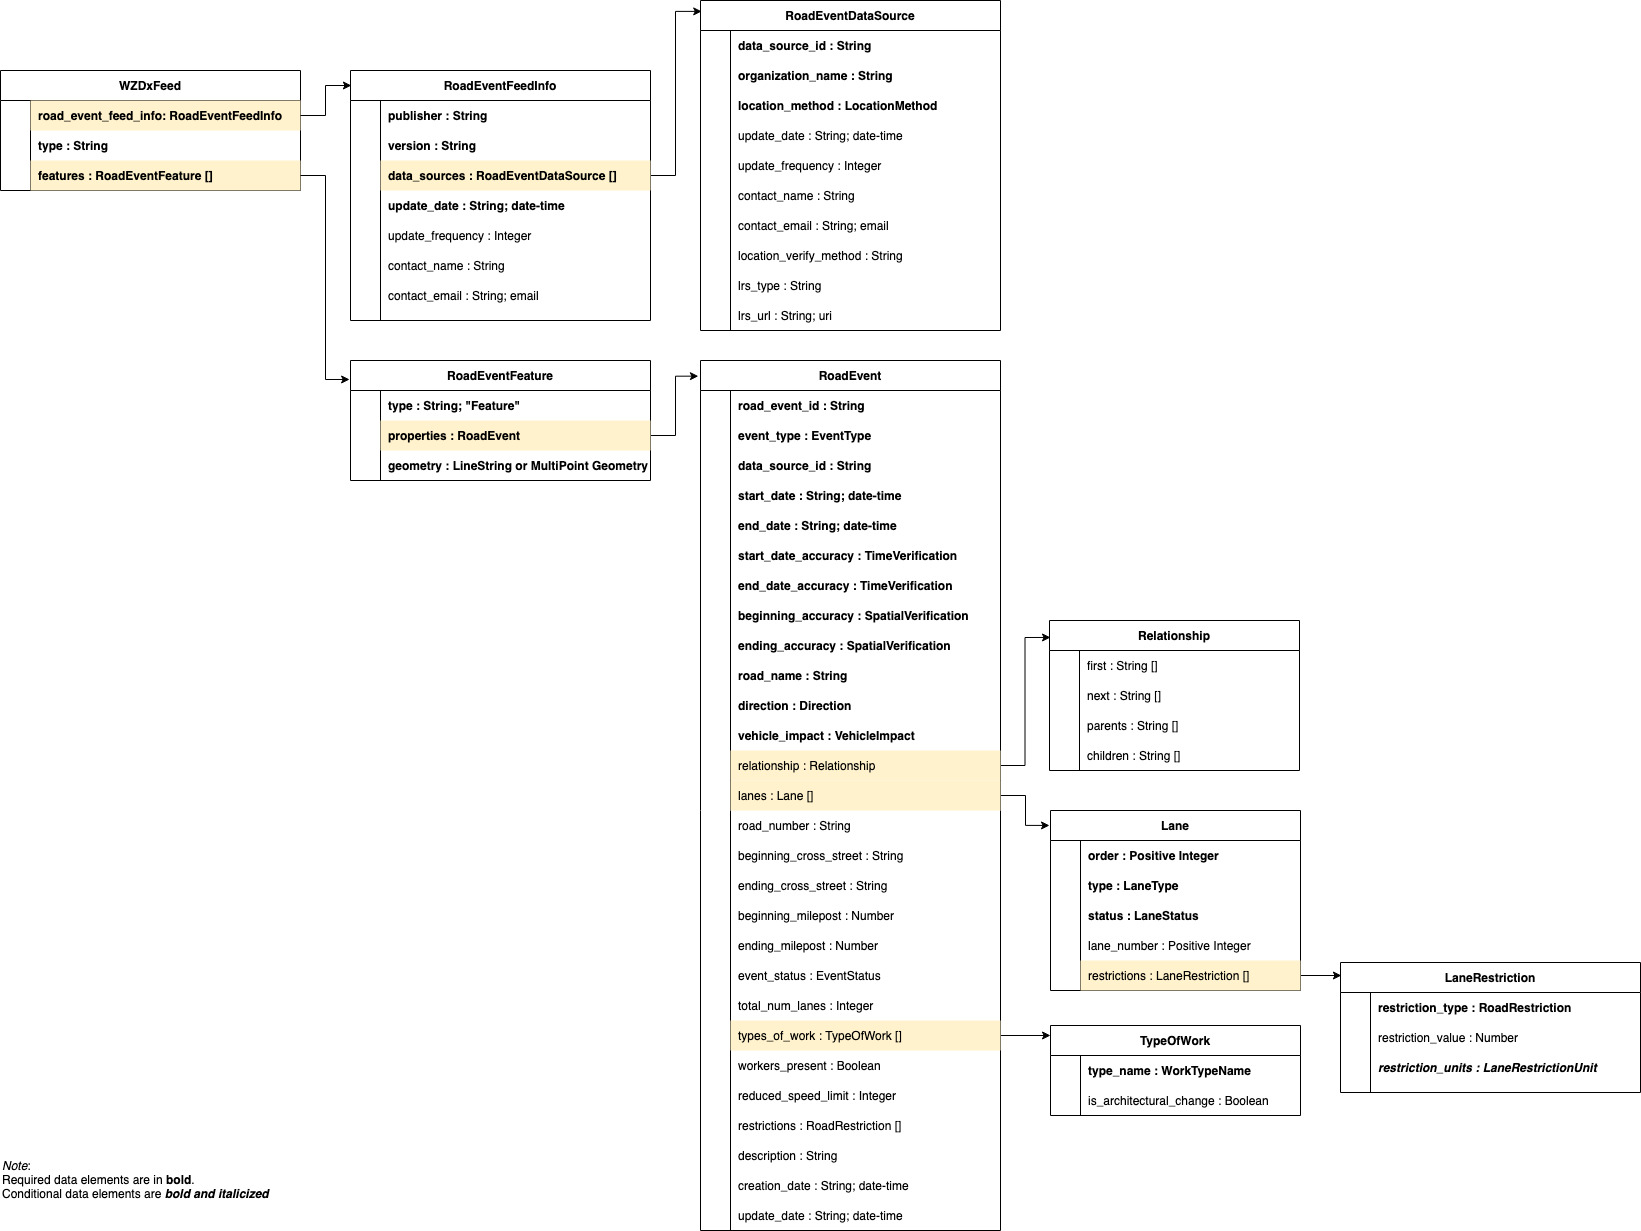 WZDxFeed
road_event_feed_info: RoadEventFeedInfo
type : String
features : RoadEventFeature []
RoadEventFeedInfo
publisher : String
version : String
data_sources : RoadEventDataSource []
update_date : String; date-time
update_frequency : Integer
contact_name : String
contact_email : String; email
RoadEventDataSource
data_source_id : String
organization_name : String
location_method : LocationMethod
update_date : String; date-time
update_frequency : Integer
contact_name : String
contact_email : String; email
location_verify_method : String
lrs_type : String
lrs_url : String; uri
RoadEventFeature
type : String; "Feature"
properties : RoadEvent
geometry : LineString or MultiPoint Geometry
RoadEvent
road_event_id : String
event_type : EventType
data_source_id : String
start_date : String; date-time
end_date : String; date-time
start_date_accuracy : TimeVerification
end_date_accuracy : TimeVerification
beginning_accuracy : SpatialVerification
ending_accuracy : SpatialVerification
road_name : String
direction : Direction
vehicle_impact : VehicleImpact
relationship : Relationship
lanes : Lane []
road_number : String
beginning_cross_street : String
ending_cross_street : String
beginning_milepost : Number
ending_milepost : Number
event_status : EventStatus
total_num_lanes : Integer
types_of_work : TypeOfWork []
workers_present : Boolean
reduced_speed_limit : Integer
restrictions : RoadRestriction []
description : String
creation_date : String; date-time
update_date : String; date-time
Relationship
first : String []
next : String []
parents : String []
children : String []
Lane
order : Positive Integer
type : LaneType
status : LaneStatus
lane_number : Positive Integer
restrictions : LaneRestriction []
LaneRestriction
restriction_type : RoadRestriction
restriction_value : Number
restriction_units : LaneRestrictionUnit
TypeOfWork
type_name : WorkTypeName
is_architectural_change : Boolean
Note:
Required data elements are in bold.
Conditional data elements are bold and italicized